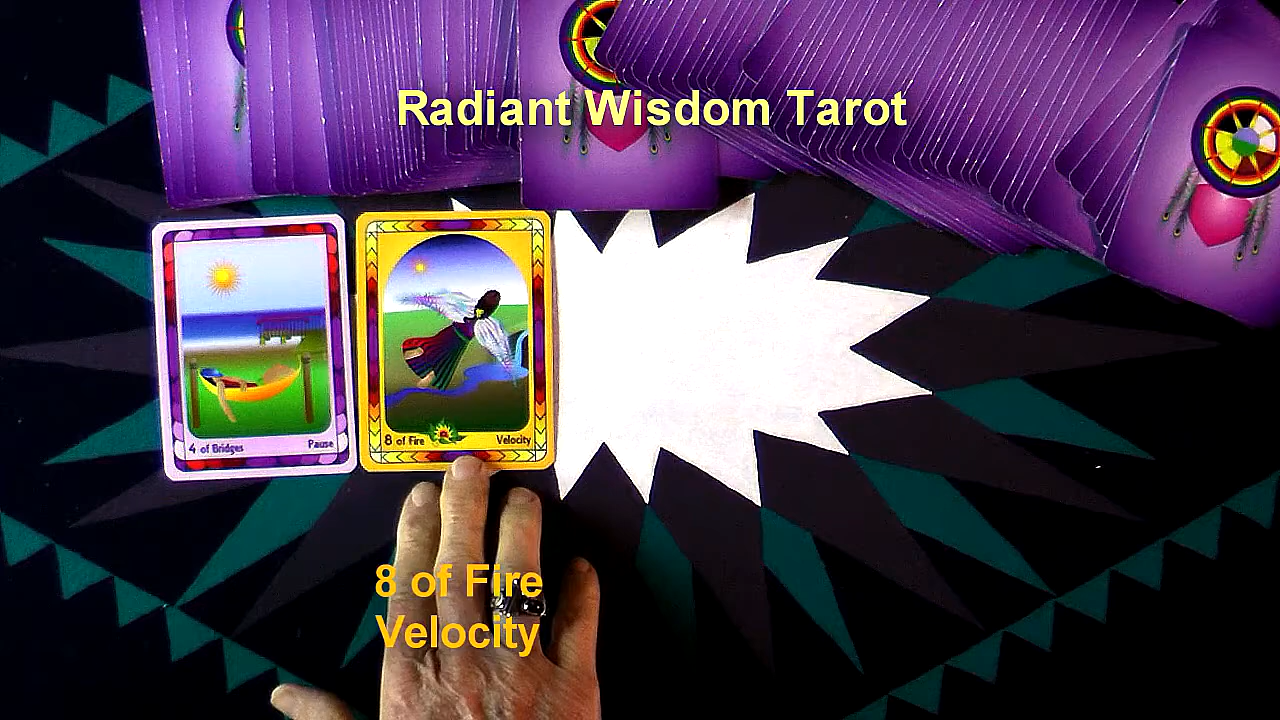 Radiant Wisdom Tarot
4 of Bridges Pause
8 of Fire Velocity
8 of Fire
Velocity